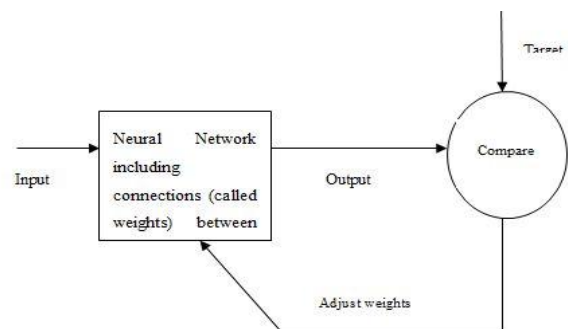 Target
Neural Network
including
connections (called
weights) between
Compare
Input
Output
Adjust weights